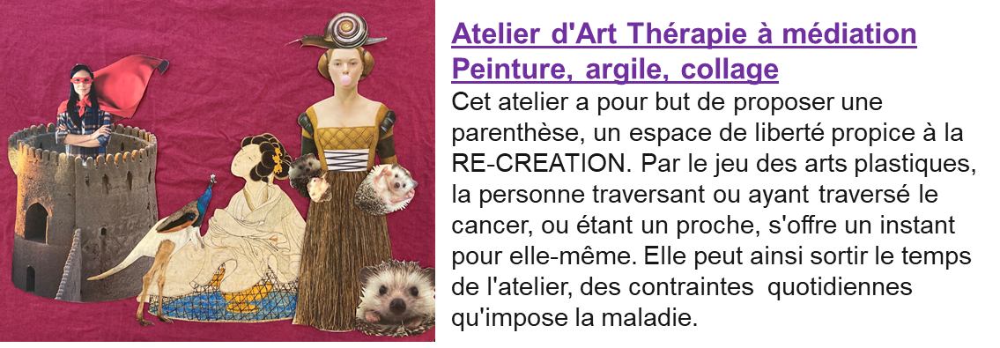 Atelier d'Art Thérapie à médiation
Peinture, argile, collage
Cet atelier a pour but de proposer une
parenthèse, un espace de liberté propice à la
RE-CREATION. Par le jeu des arts plastiques,
la personne traversant ou ayant traversé le
cancer, ou étant un proche, s'offre un instant
pour elle-même. Elle peut ainsi sortir le temps
de l'atelier, des contraintes quotidiennes
qu'impose la maladie.